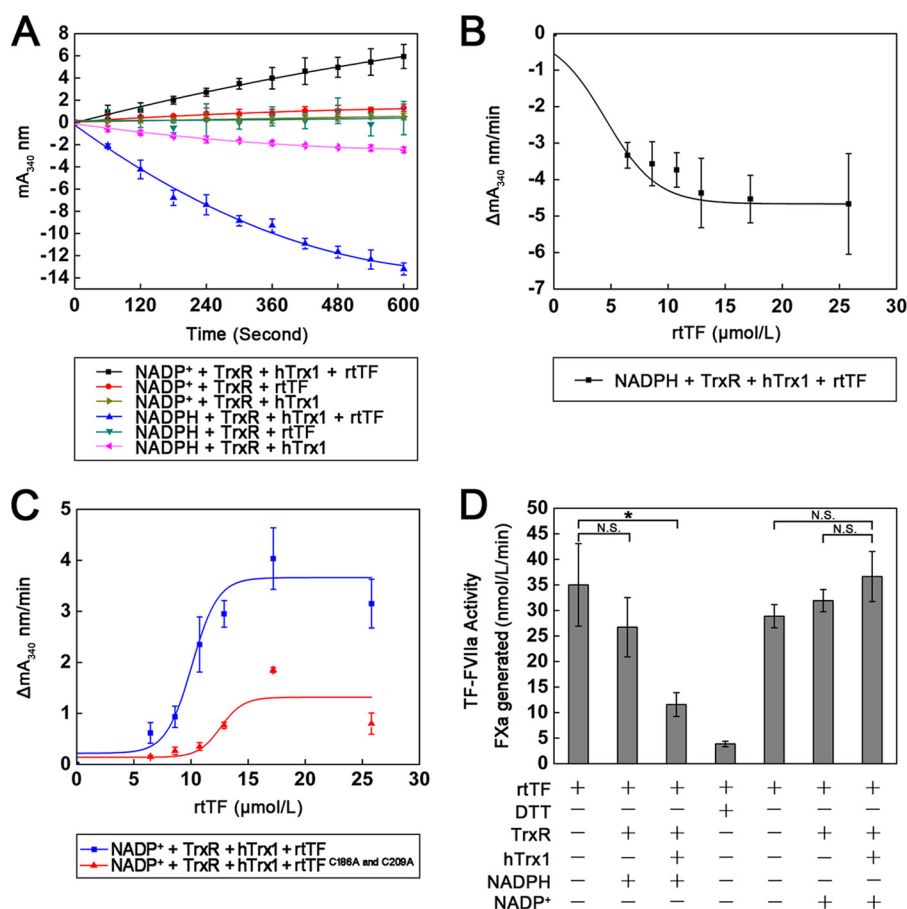 A
mA340 nm
8
6
4
2
0
-2
-4
-6
-8
-10
-12
-14
0 120 240 360 480 600
Time (Second)
NADP+ + TrxR + hTrx1 + rtTF
NADP+ + TrxR + rtTF
NADP+ + TrxR + hTrx1
NADPH + TrxR + hTrx1 + rtTF
NADPH + TrxR + rtTF
NADPH + TrxR + hTrx1
B
ΔmA340 nm/min
0
-1
-2
-3
-4
-5
-6
-7
0 5 10 15 20 25 30
rtTF (μmol/L)
NADPH + TrxR + hTrx1 + rtTF
C
ΔmA340 nm/min
5
4
3
2
1
0
0 5 10 15 20 25 30
rtTF (μmol/L)
NADP+ + TrxR + hTrx1 + rtTF
NADP+ + TrxR + hTrx1 + rtTF C186A and C209A
D
TF-FVIIa Activity
FXa generated (nmol/L/min)
50
45
40
35
30
25
20
15
10
5
0
*
N.S.
N.S.
N.S.
rtTF + + + + + + +
DTT − − − + − − −
TrxR − + + − − + +
hTrx1 − − + − − − +
NADPH − + + − − − −
NADP+ − − − − − + +